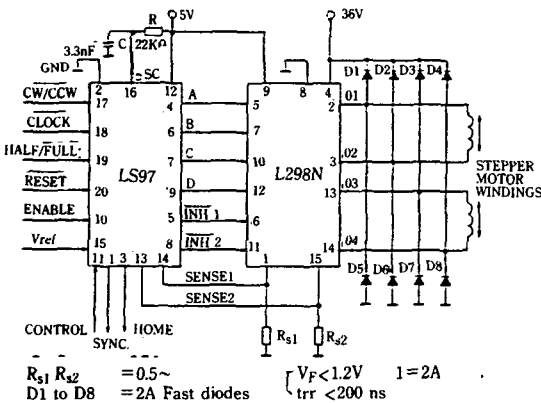 R 5V 36V
3.3nF C 22KΩ
GND SC D1 D2 D3 D4
2 16 12 9 8 4 01
CW/CCW 17 4 A 5 2
CLOCK 18 6 B 7 02
HALF/FULL: 19 7 C 10 3
LS97 L298N 03
STEPPER
MOTOR
WINDINGS
RESET 20 9 D 12 13
ENABLE 10 5 INH 1 6 04
Vref 15 8 INH 2 11 14
11 1 3 13 14 1 15
D5 D6 D7 D8
SENSE1
SENSE2
CONTROL HOME
SYNC.
Rs1 Rs2
Rs1 Rs2 =0.5~ VF<1.2V 1=2A
D1 to D8 =2A Fast diodes trr <200 ns